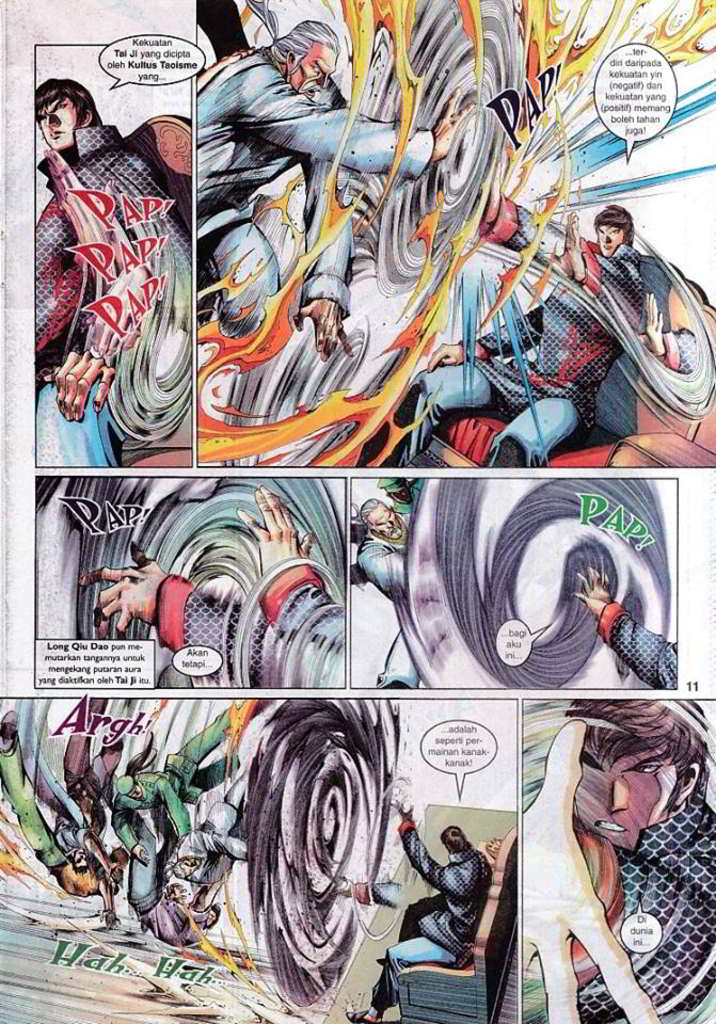 Kekuatan
Tai Ji yang dicipta
oleh Kultus Taoisme
yang...
PAP!
PAP!
PAP!
PAP!
...ter-
diri daripada
kekuatan yin
(negatif) dan
kekuatan yang
(positif) memang
boleh tahan
juga!
PAP!
Long Qiu Dao pun me-
mutarkan tangannya untuk
mengekang putaran aura
yang diaktifkan oleh Tai Ji itu.
Akan
tetapi...
PAP!
...bagi
aku
ini...
11
Argh!
...adalah
seperti per-
mainan kanak-
kanak!
Hah... Hah...
Di
dunia
ini...